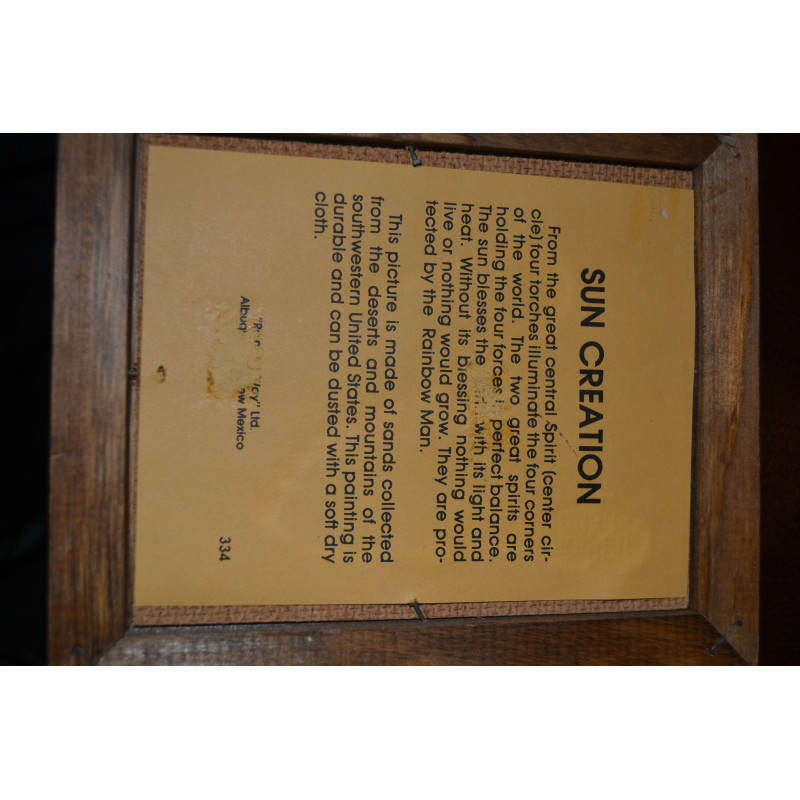 SUN CREATION
From the great central Spirit (center cir-
cle) four torches illuminate the four corners
of the world. The two great spirits are
holding the four forces perfect balance.
The sun blesses the with its light and
heat. Without its blessing nothing would
live or nothing would grow. They are pro-
tected by the Rainbow Man.
This picture is made of sands collected
from the deserts and mountains of the
southwestern United States. This painting is
durable and can be dusted with a soft dry
cloth.
Ltd.
Mexico
334